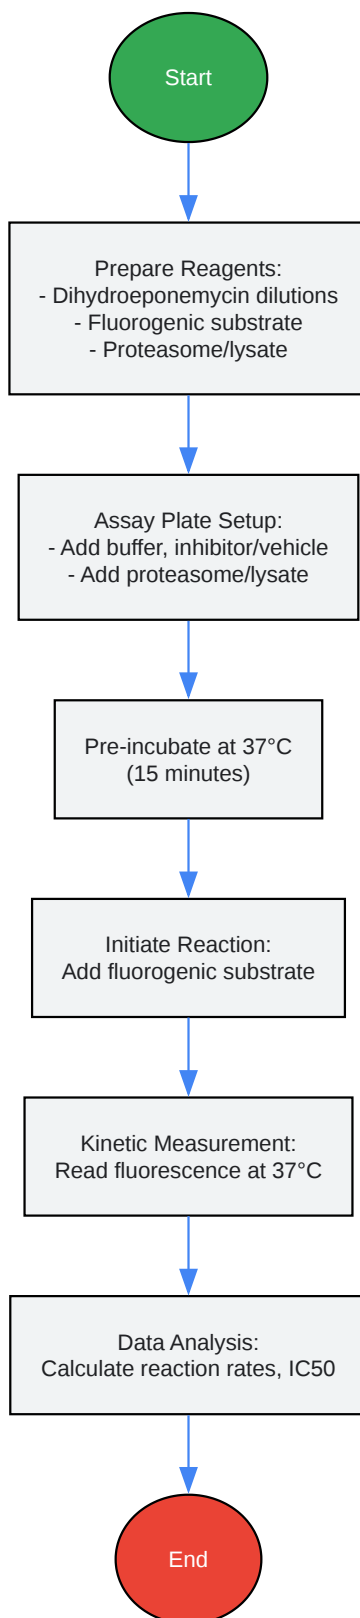 Start
Prepare Reagents:
- Dihydroeponemycin dilutions
- Fluorogenic substrate
- Proteasome/lysate
Assay Plate Setup:
- Add buffer, inhibitor/vehicle
- Add proteasome/lysate
Pre-incubate at 37°C
(15 minutes)
Initiate Reaction:
Add fluorogenic substrate
Kinetic Measurement:
Read fluorescence at 37°C
Data Analysis:
Calculate reaction rates, IC50
End